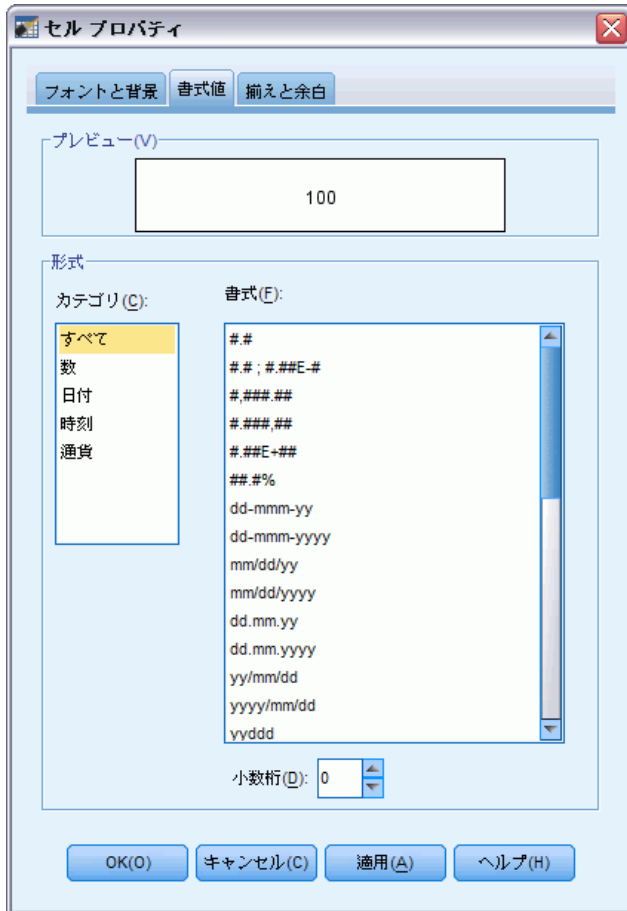 セル プロパティ
フォントと背景 書式値 揃えと余白
プレビュー(V)
100
形式
カテゴリ(C):
すべて
数
日付
時刻
通貨
書式(F):
#.#
#.# ; #.##E-#
#,###.##
#.###,##
#.##E+##
##.#%
dd-mmm-yy
dd-mmm-yyyy
mm/dd/yy
mm/dd/yyyy
dd.mm.yy
dd.mm.yyyy
yy/mm/dd
yyyy/mm/dd
yyddd
小数桁(D): 0
OK(O) キャンセル(C) 適用(A) ヘルプ(H)